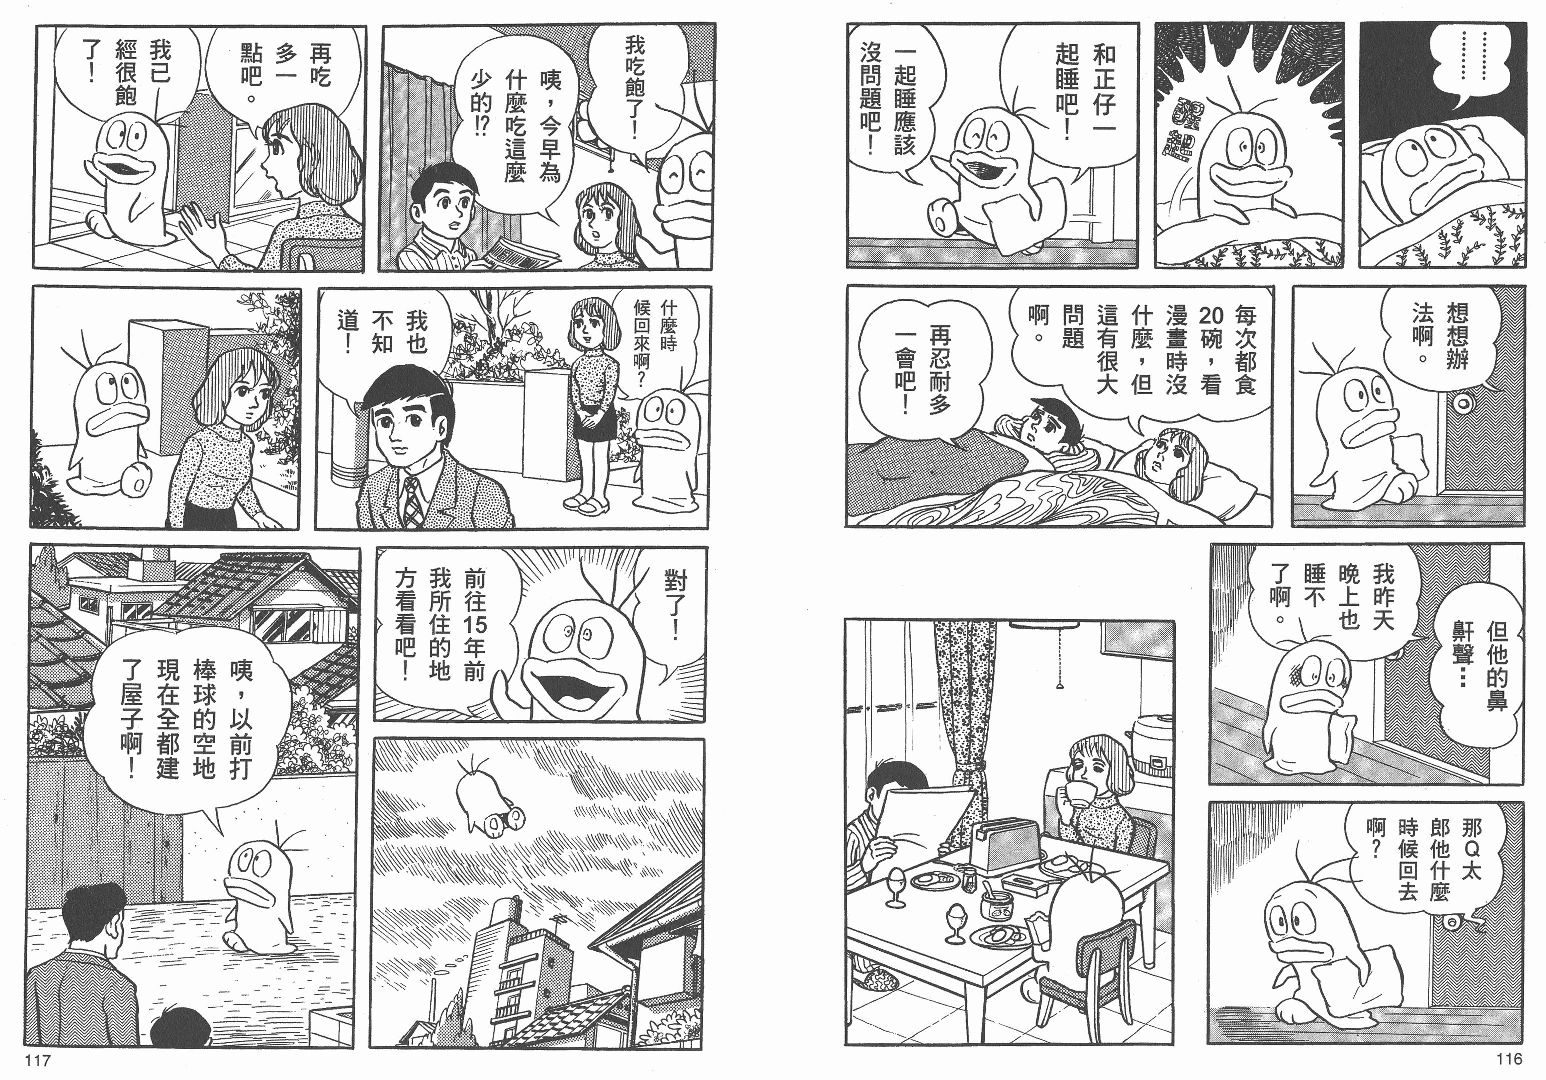 ………
………
和正仔一
起睡吧！
一起睡應該
沒問題吧！
想想辦
法啊。
每次都食
20碗，看
漫畫時沒
什麼，但
這有很大
問題
啊。
再忍耐多
一會吧！
但他的鼻
鼾聲…
我昨天
晚上也
睡不
了啊。
那Q太
郎他什麼
時候回去
啊？
116
我吃飽了！
咦，今早為
什麼吃這麼
少的!?
再吃
多一
點吧。
我已
經很飽
了！
什麼時
候回來啊？
我也
不知
道！
對了！
前往15年前
我所住的地
方看看吧！
咦，以前打
棒球的空地
現在全都建
了屋子啊！
117